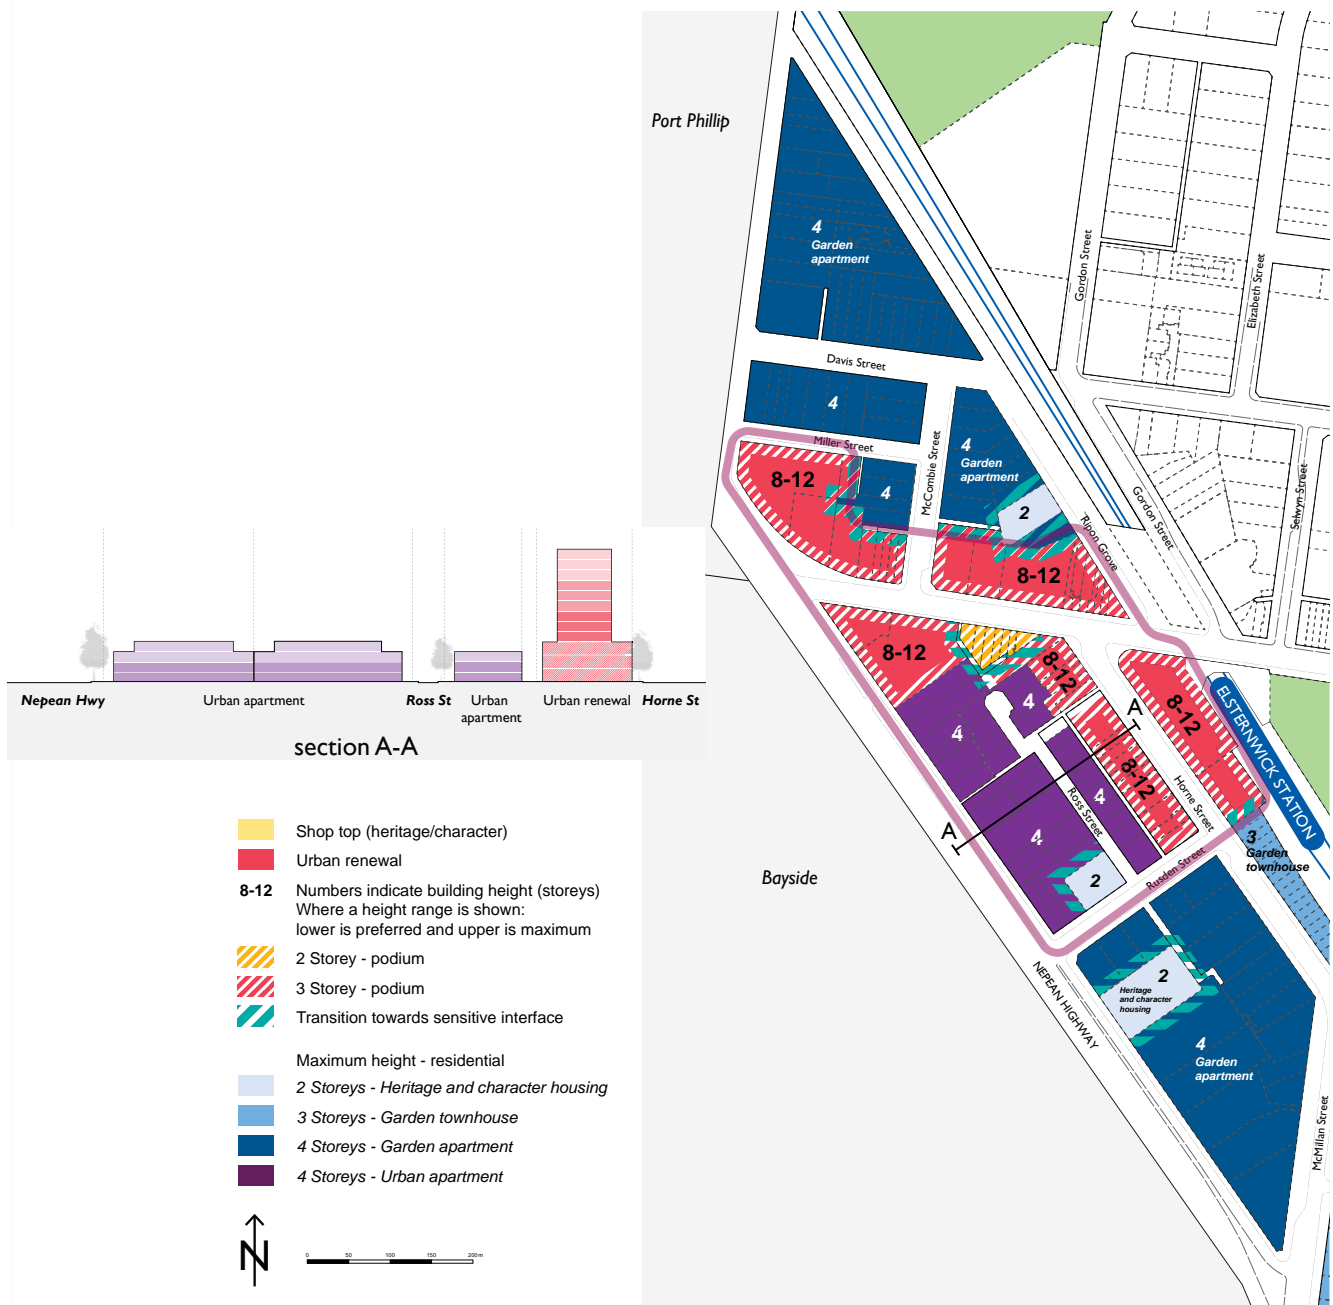 Port Phillip
4
Garden
apartment
Gordon Street
Elizabeth Street
Davis Street
4
Miller Street
McCombie Street
4
Garden
apartment
8-12
4
2
Ripon Grove
Gordon Street
Selwyn Street
8-12
8-12
8-12
8-12
4
4
A
8-12
4
Ross Street
Horne Street
ELSTERNWICK STATION
A
4
2
Rusden Street
3
Garden
townhouse
Bayside
NEPEAN HIGHWAY
2
Heritage
and character
housing
4
Garden
apartment
McMillan Street
Nepean Hwy
Urban apartment
Ross St
Urban
apartment
Urban renewal
Horne St
section A-A
Shop top (heritage/character)
Urban renewal
8-12 Numbers indicate building height (storeys)
Where a height range is shown:
lower is preferred and upper is maximum
2 Storey - podium
3 Storey - podium
Transition towards sensitive interface
Maximum height - residential
2 Storeys - Heritage and character housing
3 Storeys - Garden townhouse
4 Storeys - Garden apartment
4 Storeys - Urban apartment
N
0 50 100 150 200m